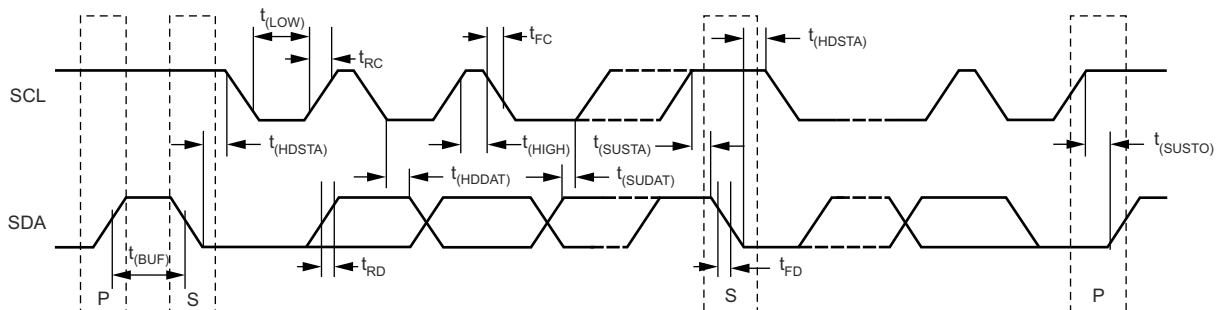 t(LOW)
tRC
tFC
t(HDSTA)
SCL
t(HDSTA)
t(HIGH)
t(SUSTA)
t(SUSTO)
t(HDDAT)
t(SUDAT)
SDA
t(BUF)
tRD
tFD
P
S
S
P